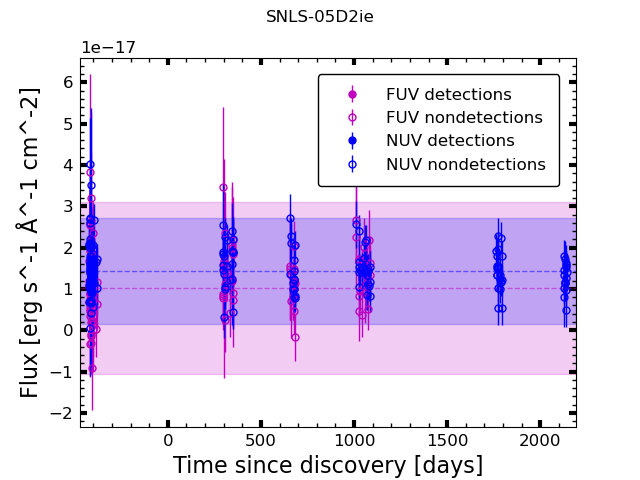 SNLS-05D2ie
1e−17
FUV detections
FUV nondetections
NUV detections
NUV nondetections
6
5
4
3
2
1
0
−1
−2
Flux [erg s^-1 Å^-1 cm^-2]
0 500 1000 1500 2000
Time since discovery [days]